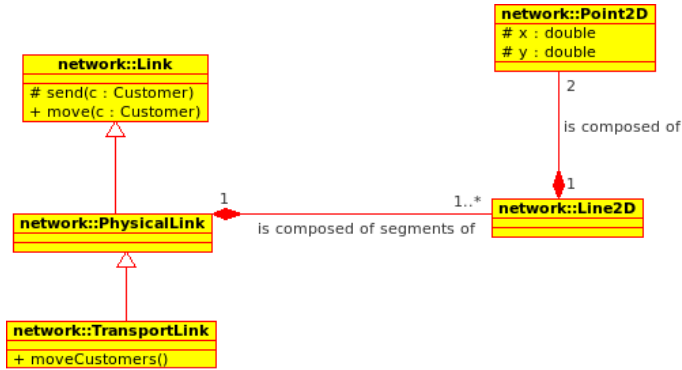 network::Point2D
# x : double
# y : double
network::Link
# send(c : Customer)
+ move(c : Customer)
2
is composed of
1
1
1..*
network::Line2D
network::PhysicalLink
is composed of segments of
network::TransportLink
+ moveCustomers()